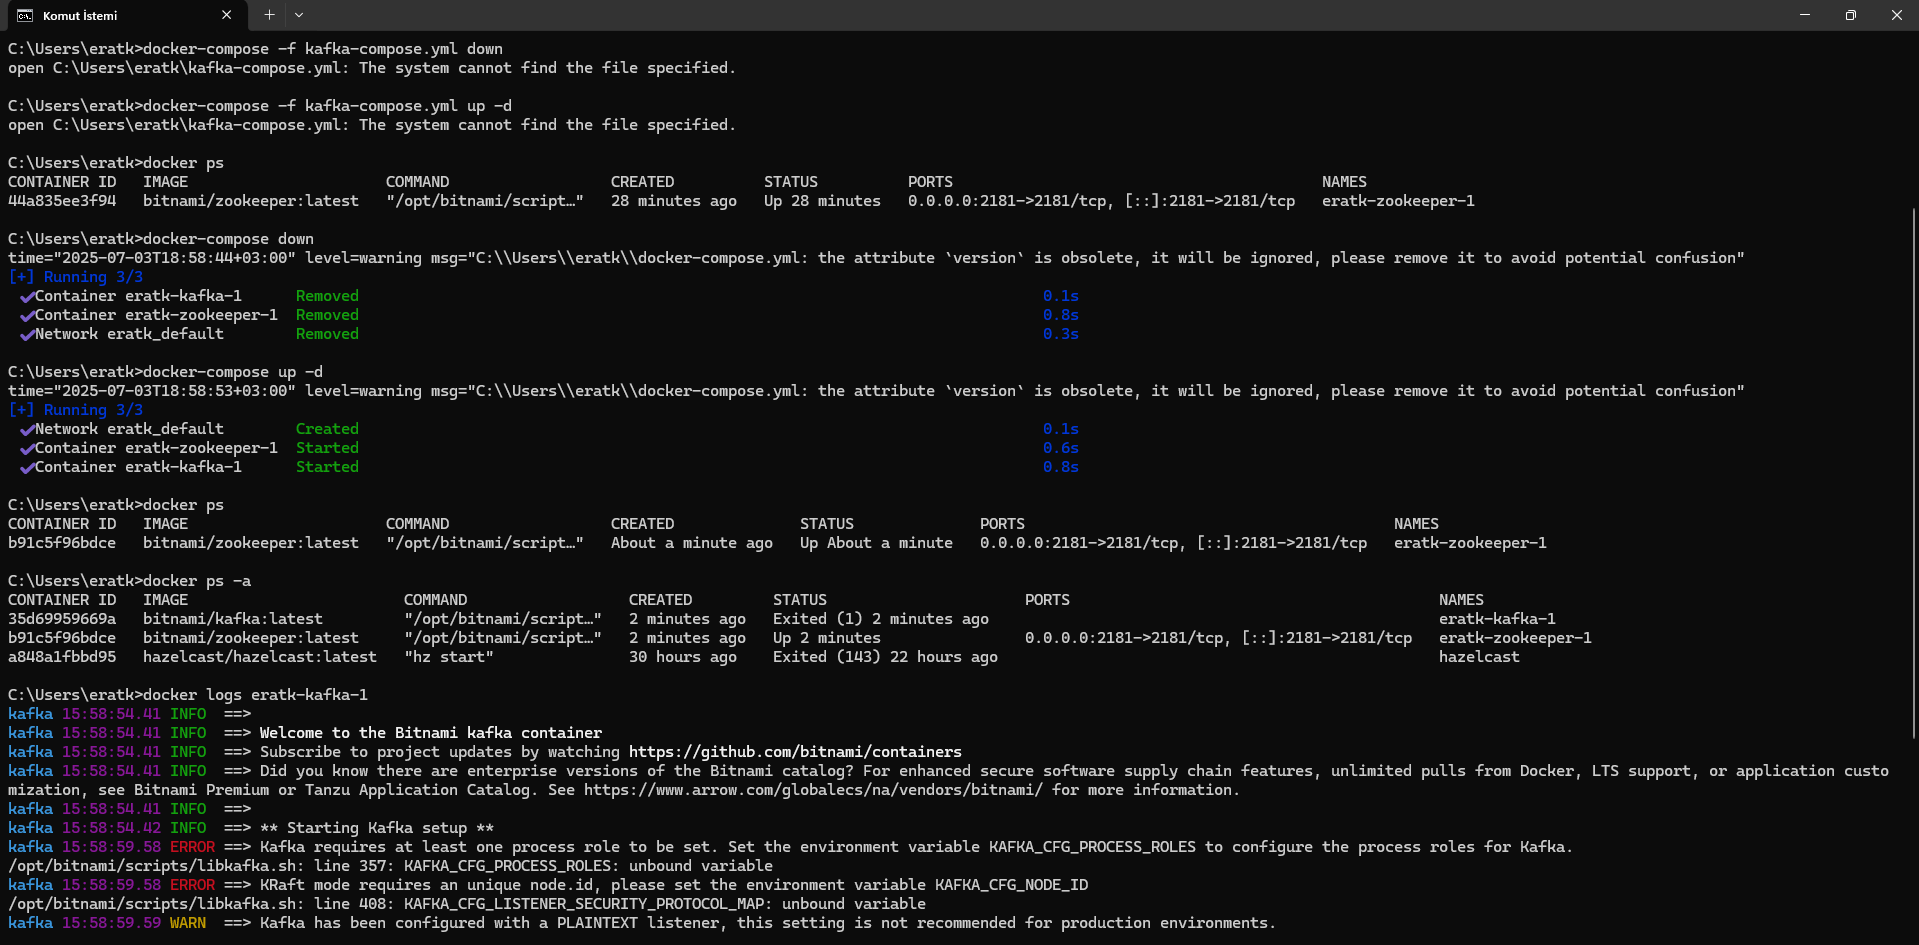 Komut İstemi
C:\Users\eratk>docker-compose -f kafka-compose.yml down
open C:\Users\eratk\kafka-compose.yml: The system cannot find the file specified.
C:\Users\eratk>docker-compose -f kafka-compose.yml up -d
open C:\Users\eratk\kafka-compose.yml: The system cannot find the file specified.
C:\Users\eratk>docker ps
CONTAINER ID   IMAGE                      COMMAND                  CREATED          STATUS          PORTS                                         NAMES
44a835ee3f94   bitnami/zookeeper:latest   "/opt/bitnami/script…"   28 minutes ago   Up 28 minutes   0.0.0.0:2181->2181/tcp, [::]:2181->2181/tcp   eratk-zookeeper-1
C:\Users\eratk>docker-compose down
time="2025-07-03T18:58:44+03:00" level=warning msg="C:\\Users\\eratk\\docker-compose.yml: the attribute `version` is obsolete, it will be ignored, please remove it to avoid potential confusion"
[+] Running 3/3
✔Container eratk-kafka-1      Removed 0.1s
✔Container eratk-zookeeper-1  Removed 0.8s
✔Network eratk_default        Removed 0.3s
C:\Users\eratk>docker-compose up -d
time="2025-07-03T18:58:53+03:00" level=warning msg="C:\\Users\\eratk\\docker-compose.yml: the attribute `version` is obsolete, it will be ignored, please remove it to avoid potential confusion"
[+] Running 3/3
✔Network eratk_default        Created 0.1s
✔Container eratk-zookeeper-1  Started 0.6s
✔Container eratk-kafka-1      Started 0.8s
C:\Users\eratk>docker ps
CONTAINER ID   IMAGE                      COMMAND                  CREATED              STATUS              PORTS                                         NAMES
b91c5f96bdce   bitnami/zookeeper:latest   "/opt/bitnami/script…"   About a minute ago   Up About a minute   0.0.0.0:2181->2181/tcp, [::]:2181->2181/tcp   eratk-zookeeper-1
C:\Users\eratk>docker ps -a
CONTAINER ID   IMAGE                        COMMAND                  CREATED         STATUS                      PORTS                                         NAMES
35d69959669a   bitnami/kafka:latest         "/opt/bitnami/script…"   2 minutes ago   Exited (1) 2 minutes ago                                                  eratk-kafka-1
b91c5f96bdce   bitnami/zookeeper:latest     "/opt/bitnami/script…"   2 minutes ago   Up 2 minutes                0.0.0.0:2181->2181/tcp, [::]:2181->2181/tcp   eratk-zookeeper-1
a848a1fbbd95   hazelcast/hazelcast:latest   "hz start"               30 hours ago    Exited (143) 22 hours ago                                                 hazelcast
C:\Users\eratk>docker logs eratk-kafka-1
kafka 15:58:54.41 INFO  ==>
kafka 15:58:54.41 INFO  ==> Welcome to the Bitnami kafka container
kafka 15:58:54.41 INFO  ==> Subscribe to project updates by watching https://github.com/bitnami/containers
kafka 15:58:54.41 INFO  ==> Did you know there are enterprise versions of the Bitnami catalog? For enhanced secure software supply chain features, unlimited pulls from Docker, LTS support, or application custo
mization, see Bitnami Premium or Tanzu Application Catalog. See https://www.arrow.com/globalecs/na/vendors/bitnami/ for more information.
kafka 15:58:54.41 INFO  ==>
kafka 15:58:54.42 INFO  ==> ** Starting Kafka setup **
kafka 15:58:59.58 ERROR ==> Kafka requires at least one process role to be set. Set the environment variable KAFKA_CFG_PROCESS_ROLES to configure the process roles for Kafka.
/opt/bitnami/scripts/libkafka.sh: line 357: KAFKA_CFG_PROCESS_ROLES: unbound variable
kafka 15:58:59.58 ERROR ==> KRaft mode requires an unique node.id, please set the environment variable KAFKA_CFG_NODE_ID
/opt/bitnami/scripts/libkafka.sh: line 408: KAFKA_CFG_LISTENER_SECURITY_PROTOCOL_MAP: unbound variable
kafka 15:58:59.59 WARN  ==> Kafka has been configured with a PLAINTEXT listener, this setting is not recommended for production environments.